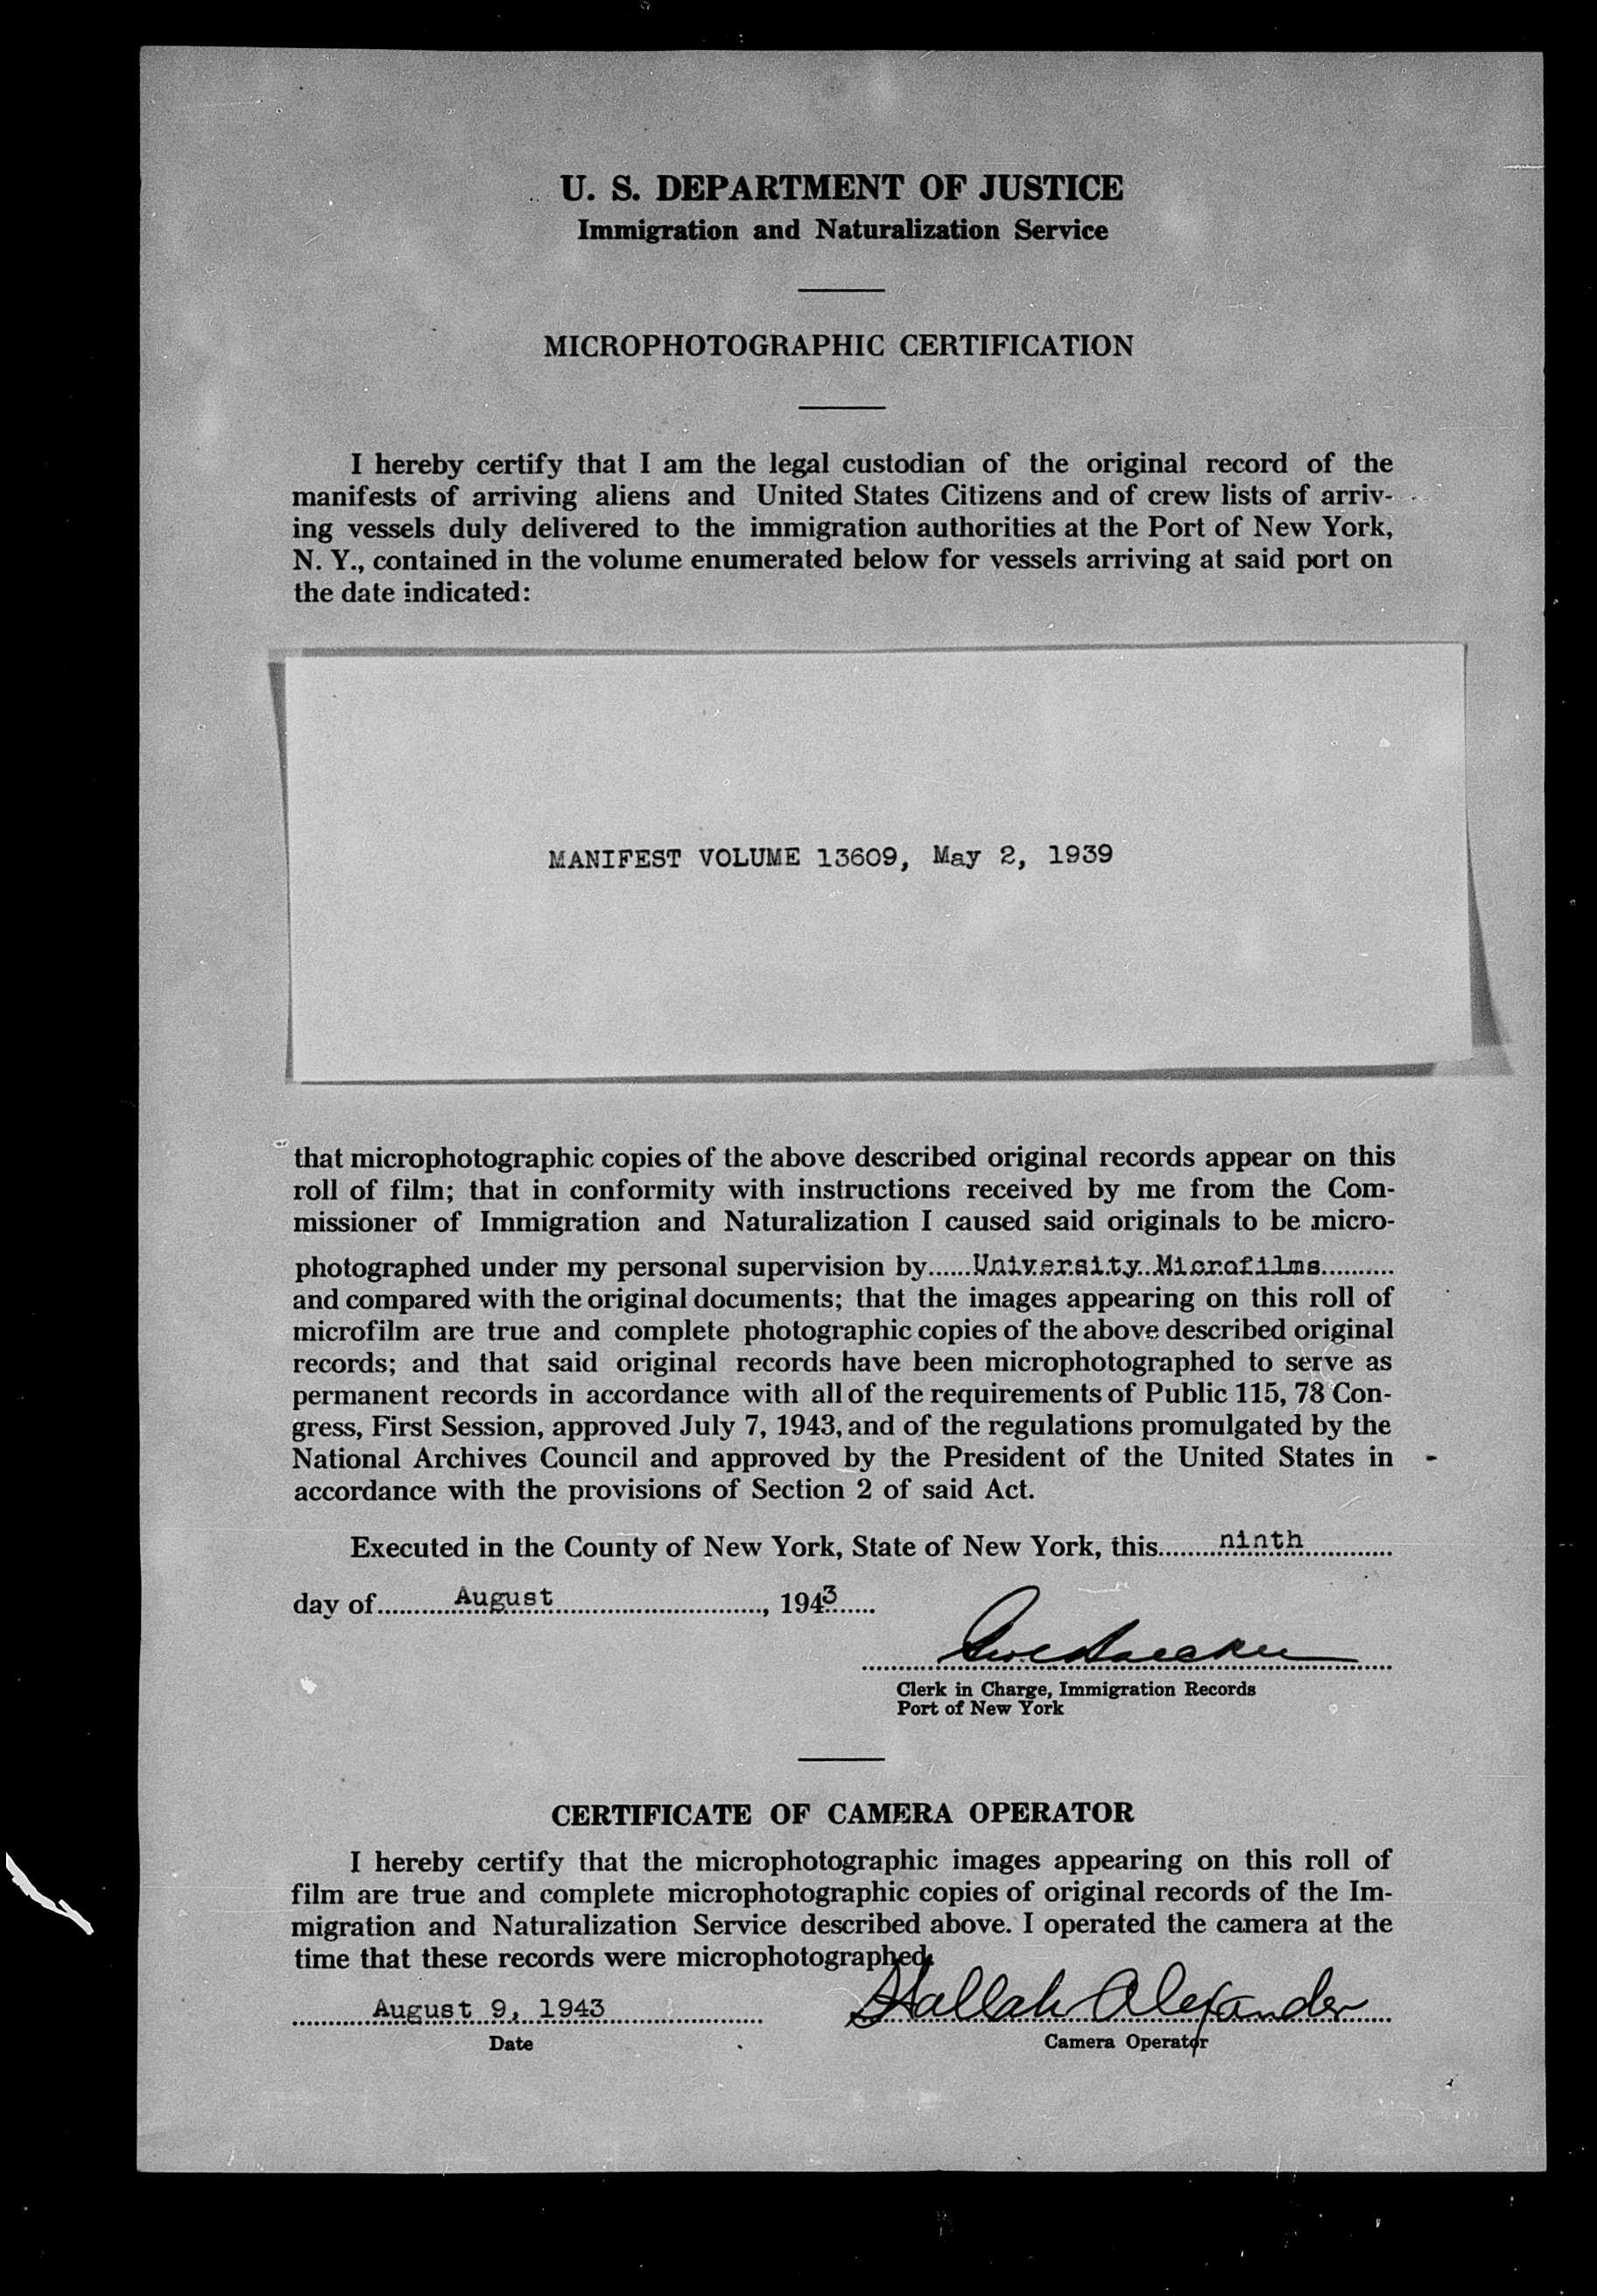 U. S. DEPARTMENT OF JUSTICE
Immigration and Naturalization Service
MICROPHOTOGRAPHIC CERTIFICATION
I hereby certify that I am the legal custodian of the original record of the
manifests of arriving aliens and United States Citizens and of crew lists of arriv-
ing vessels duly delivered to the immigration authorities at the Port of New York,
N. Y., contained in the volume enumerated below for vessels arriving at said port on
the date indicated:
MANIFEST VOLUME 13609, May 2, 1939
that microphotographic copies of the above described original records appear on this
roll of film; that in conformity with instructions received by me from the Com-
missioner of Immigration and Naturalization I caused said originals to be micro-
photographed under my personal supervision by......University Microfilms..........
and compared with the original documents; that the images appearing on this roll of
microfilm are true and complete photographic copies of the above described original
records; and that said original records have been microphotographed to serve as
permanent records in accordance with all of the requirements of Public 115, 78 Con-
gress, First Session, approved July 7, 1943, and of the regulations promulgated by the
National Archives Council and approved by the President of the United States in
accordance with the provisions of Section 2 of said Act.
Executed in the County of New York, State of New York, this........ninth............
day of...........August.............................., 1943......
Clerk in Charge, Immigration Records
Port of New York
CERTIFICATE OF CAMERA OPERATOR
I hereby certify that the microphotographic images appearing on this roll of
film are true and complete microphotographic copies of original records of the Im-
migration and Naturalization Service described above. I operated the camera at the
time that these records were microphotographed.
August 9, 1943 Hallah Alexander
Date Camera Operator